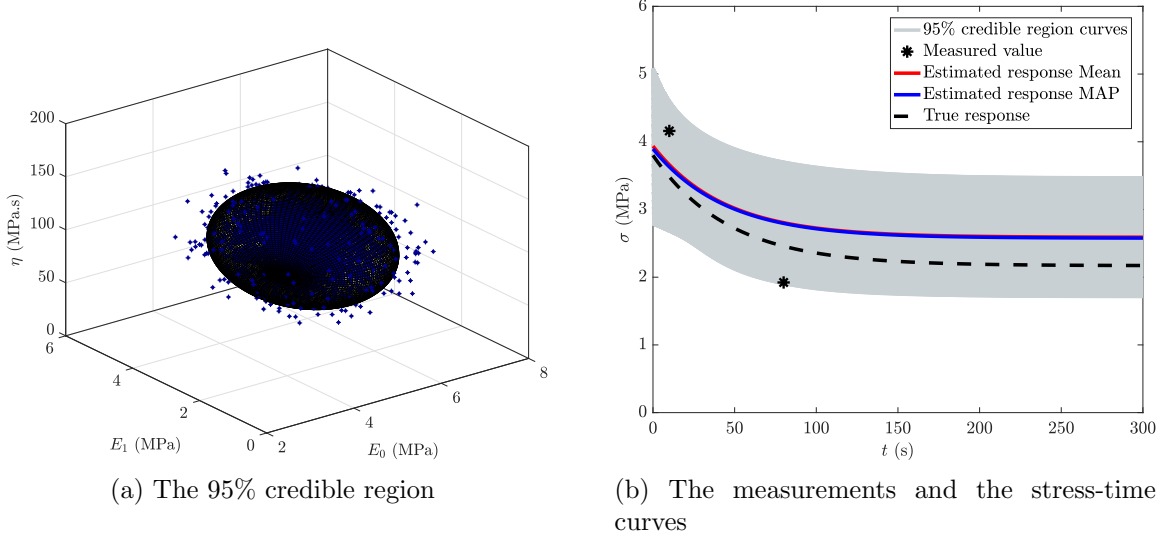 200
150
100
50
0
η (MPa.s)
6
4
2
0
E₁ (MPa)
2
4
6
8
E₀ (MPa)
(a) The 95% credible region
6
5
4
3
2
1
0
σ (MPa)
95% credible region curves
Measured value
Estimated response Mean
Estimated response MAP
True response
0 50 100 150 200 250 300
t (s)
(b) The measurements and the stress-time
curves